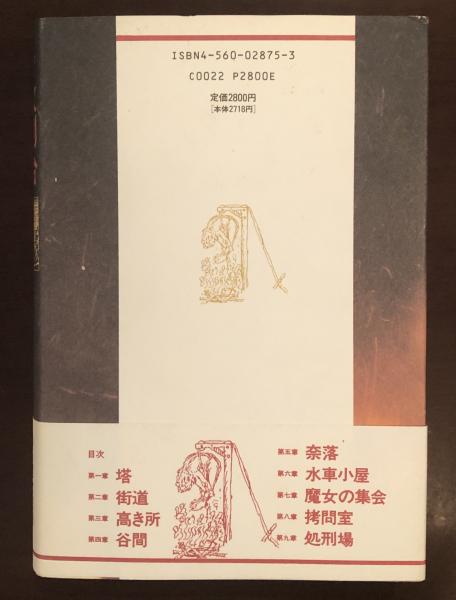 ISBN4-560-02875-3
C0022 P2800E
定価2800円
[本体2718円]
目次
第一章 塔
第二章 街道
第三章 高き所
第四章 谷間
第五章 奈落
第六章 水車小屋
第七章 魔女の集会
第八章 拷問室
第九章 処刑場